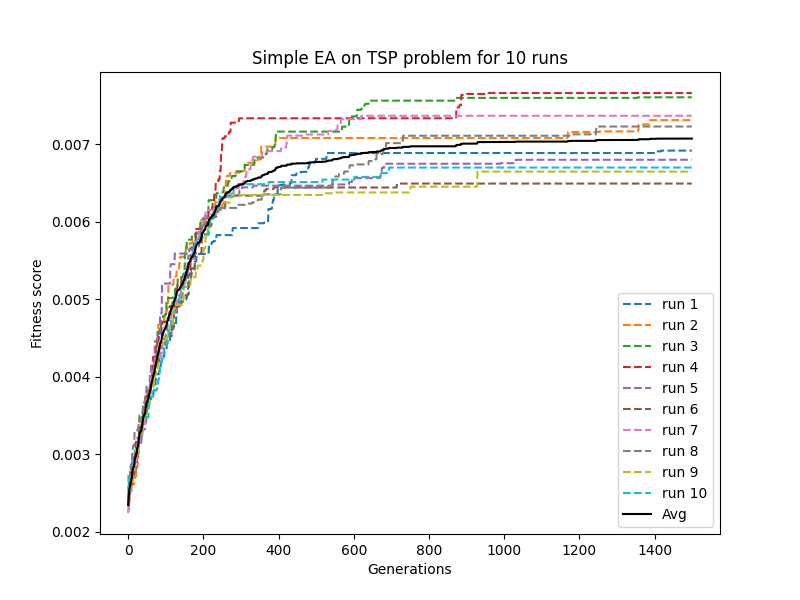 Simple EA on TSP problem for 10 runs
Fitness score
0.007
0.006
0.005
0.004
0.003
0.002
0
200
400
600
800
1000
1200
1400
Generations
run 1
run 2
run 3
run 4
run 5
run 6
run 7
run 8
run 9
run 10
Avg